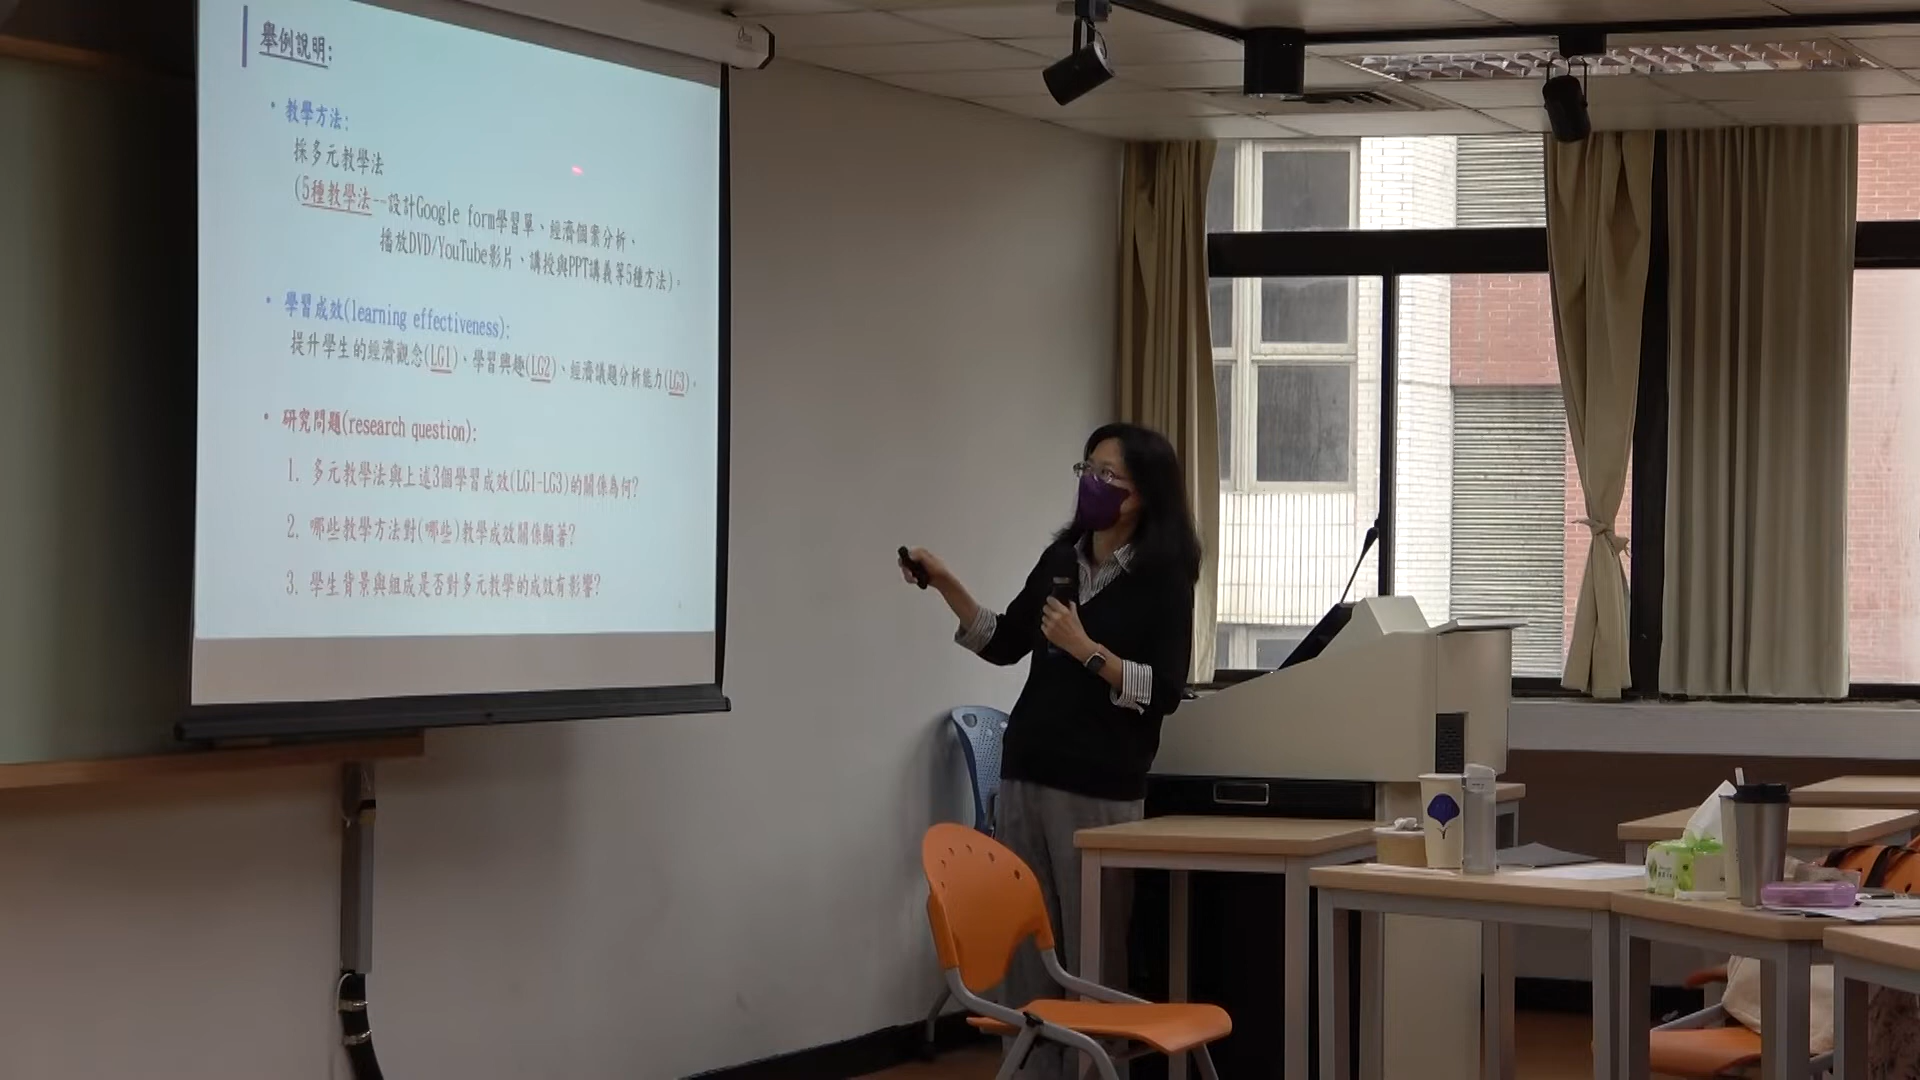 舉例說明:
• 教學方法:
採多元教學法
(5種教學法--設計Google form學習單、經濟個案分析、
播放DVD/YouTube影片、講授與PPT講義等5種方法)。
• 學習成效(learning effectiveness):
提升學生的經濟觀念(LG1)、學習興趣(LG2)、經濟議題分析能力(LG3)。
• 研究問題(research question):
1. 多元教學法與上述3個學習成效(LG1-LG3)的關係為何?
2. 哪些教學方法對(哪些)教學成效關係顯著?
3. 學生背景與組成是否對多元教學的成效有影響?